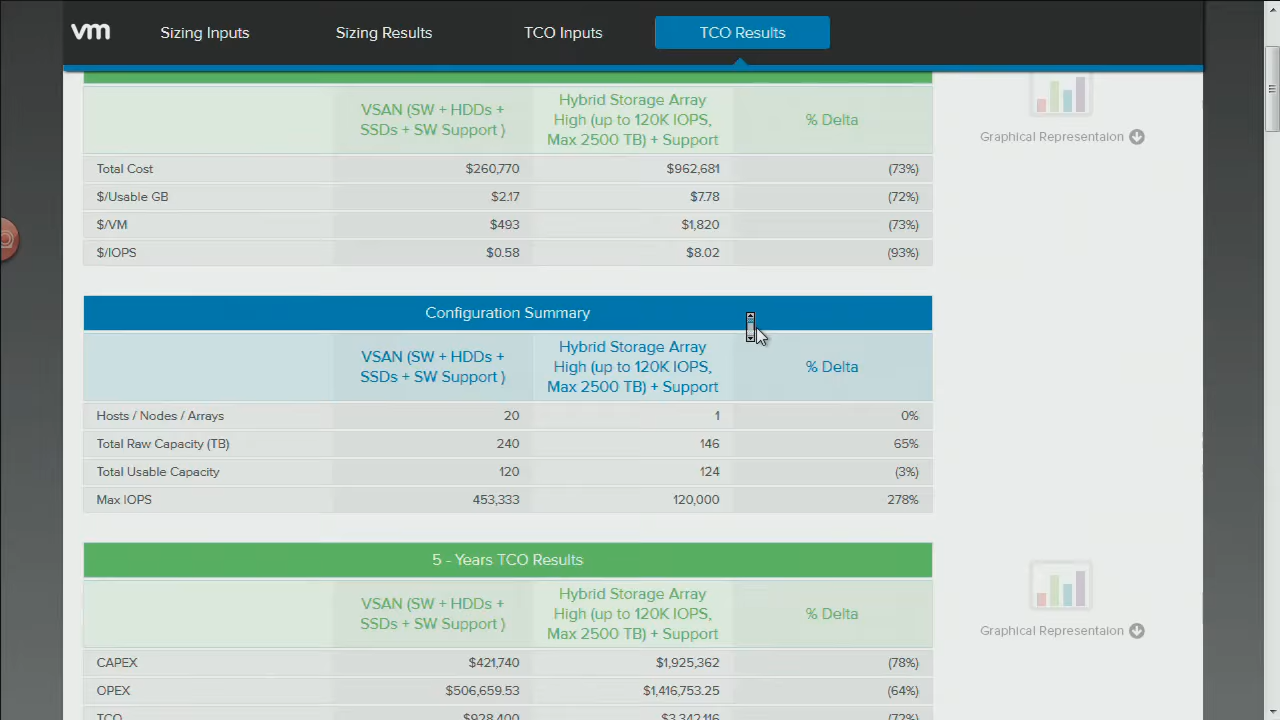 vm Sizing Inputs Sizing Results TCO Inputs TCO Results
VSAN (SW + HDDs +
SSDs + SW Support )
Hybrid Storage Array
High (up to 120K IOPS,
Max 2500 TB) + Support
% Delta
Graphical Representaion
Total Cost $260,770 $962,681 (73%)
$/Usable GB $2.17 $7.78 (72%)
$/VM $493 $1,820 (73%)
$/IOPS $0.58 $8.02 (93%)
Configuration Summary
VSAN (SW + HDDs +
SSDs + SW Support )
Hybrid Storage Array
High (up to 120K IOPS,
Max 2500 TB) + Support
% Delta
Hosts / Nodes / Arrays 20 1 0%
Total Raw Capacity (TB) 240 146 65%
Total Usable Capacity 120 124 (3%)
Max IOPS 453,333 120,000 278%
5 - Years TCO Results
VSAN (SW + HDDs +
SSDs + SW Support )
Hybrid Storage Array
High (up to 120K IOPS,
Max 2500 TB) + Support
% Delta
Graphical Representaion
CAPEX $421,740 $1,925,362 (78%)
OPEX $506,659.53 $1,416,753.25 (64%)
TCO $928,400 $3,342,116 (72%)